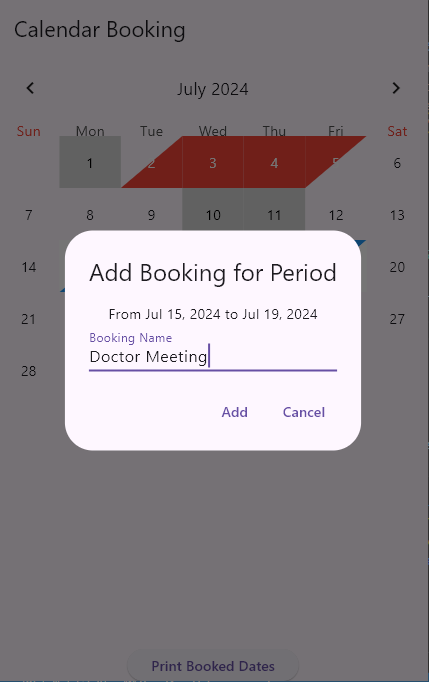 Calendar Booking
July 2024
Sun Mon Tue Wed Thu Fri Sat
1 2 3 4 5 6
7 8 9 10 11 12 13
14 20
Add Booking for Period
From Jul 15, 2024 to Jul 19, 2024
21 27
Booking Name
Doctor Meeting
28
Add Cancel
Print Booked Dates